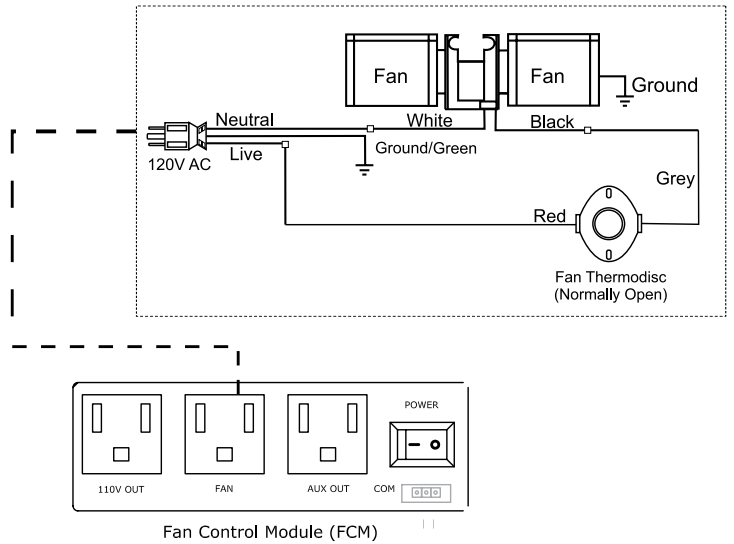 Fan
Fan
Ground
Neutral
White
Black
120V AC
Live
Ground/Green
Grey
Red
Fan Thermodisc
(Normally Open)
POWER
110V OUT
FAN
AUX OUT
COM
Fan Control Module (FCM)